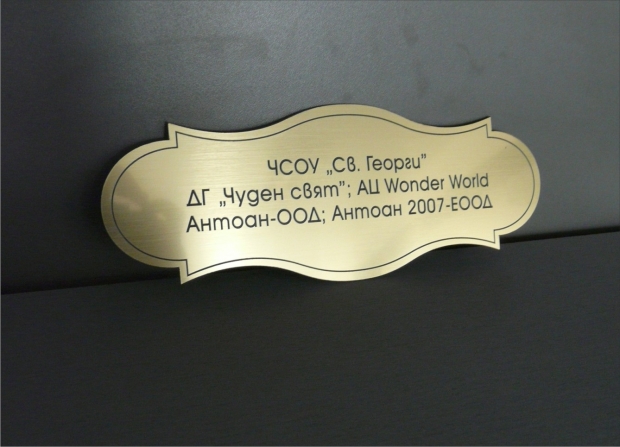 ЧСОУ „Св. Георги”
ДГ „Чуден свят”; АЦ Wonder World
Антоан-ООД; Антоан 2007-ЕООД